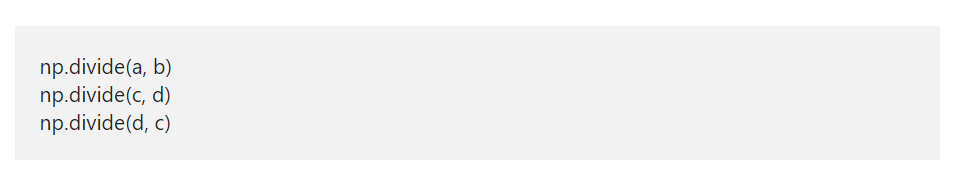 np.divide(a, b)
np.divide(c, d)
np.divide(d, c)